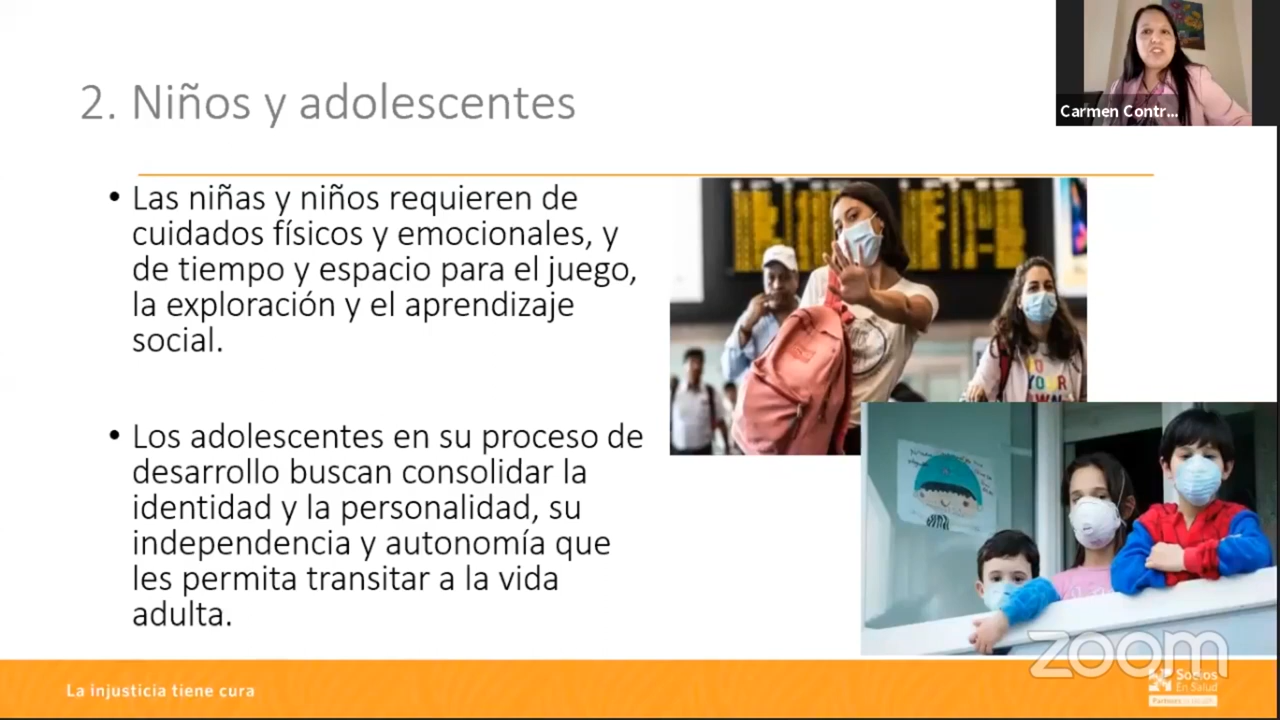 2. Niños y adolescentes
Carmen Contr...
• Las niñas y niños requieren de
cuidados físicos y emocionales, y
de tiempo y espacio para el juego,
la exploración y el aprendizaje
social.
• Los adolescentes en su proceso de
desarrollo buscan consolidar la
identidad y la personalidad, su
independencia y autonomía que
les permita transitar a la vida
adulta.
YOUR
zoom
La injusticia tiene cura
Socios
En Salud